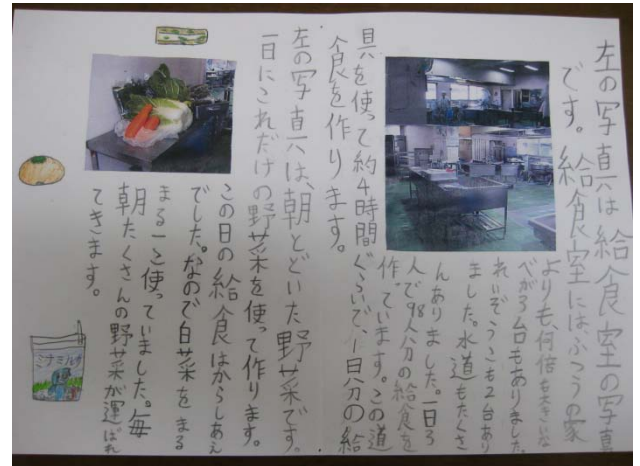 左の写真は給食室の写真
です。給食室にはふつうの家
よりも、何倍も大きいな
べが3台もありました。
れいぞうこも2台あり
ました。水道もたくさ
んありました。一日3
人で98人分の給食を
作っています。この道
具を使って約4時間ぐらいで、1日分の給
食を作ります。
左の写真は、朝とどいた野菜です。
一日にこれだけの野菜を使って作ります。
この日の給食はからしあえ
でした。なので白菜をまる
まる一こ使っていました。毎
朝たくさんの野菜が運ばれ
てきます。
ミナミルク